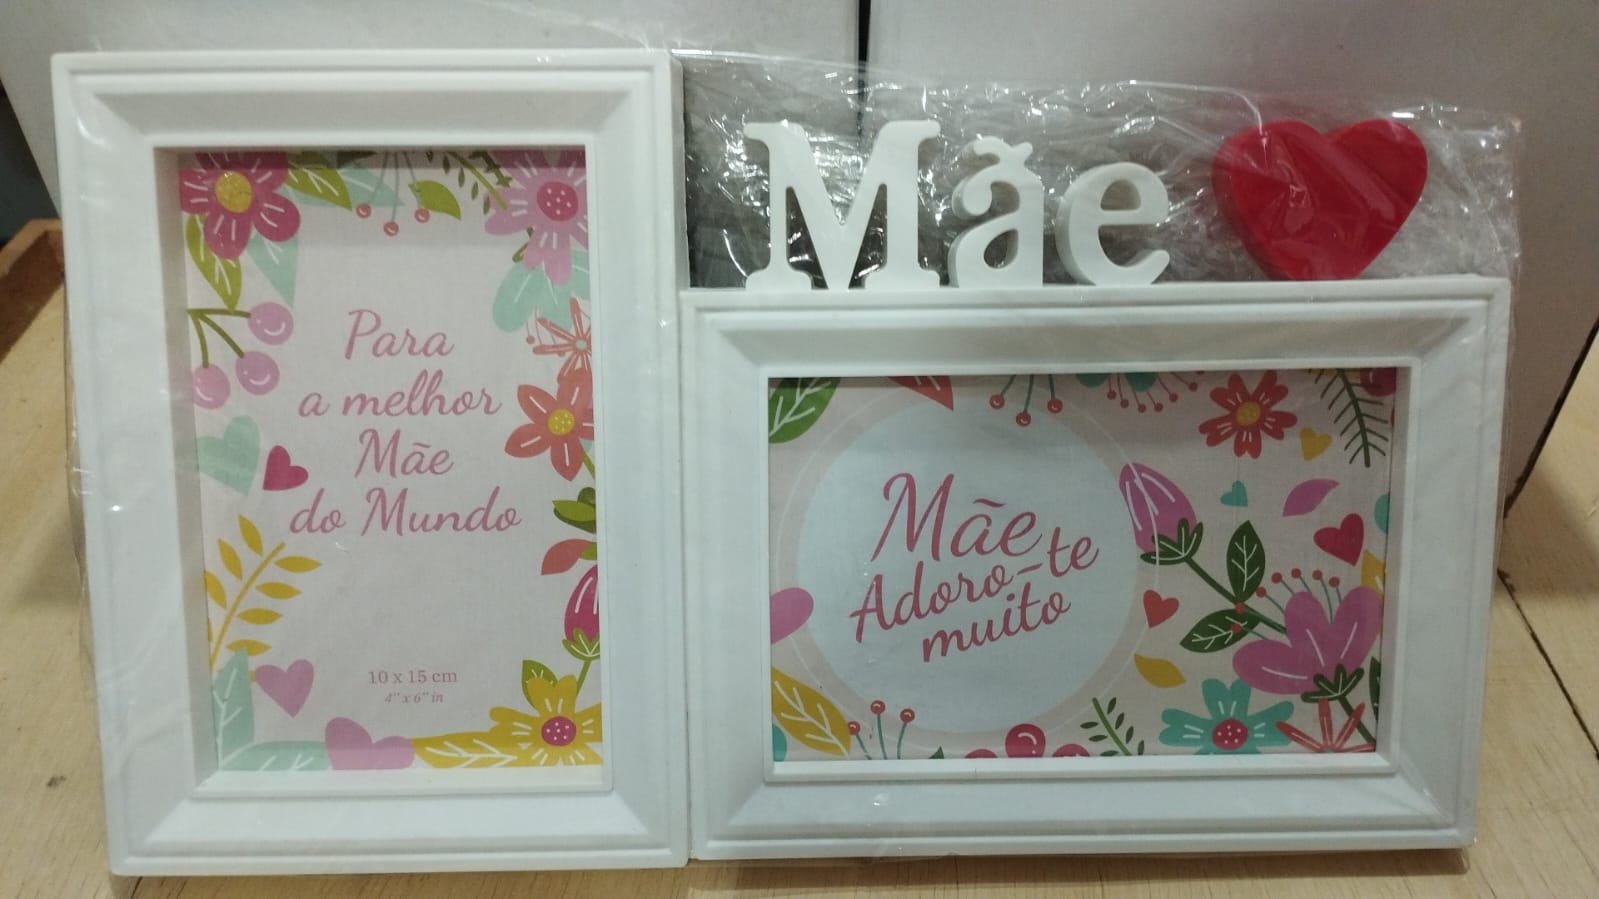 Para
a melhor
Mãe
do Mundo
10 x 15 cm
4" x 6" in
Mãe
Mãe
Adoro-te
muito